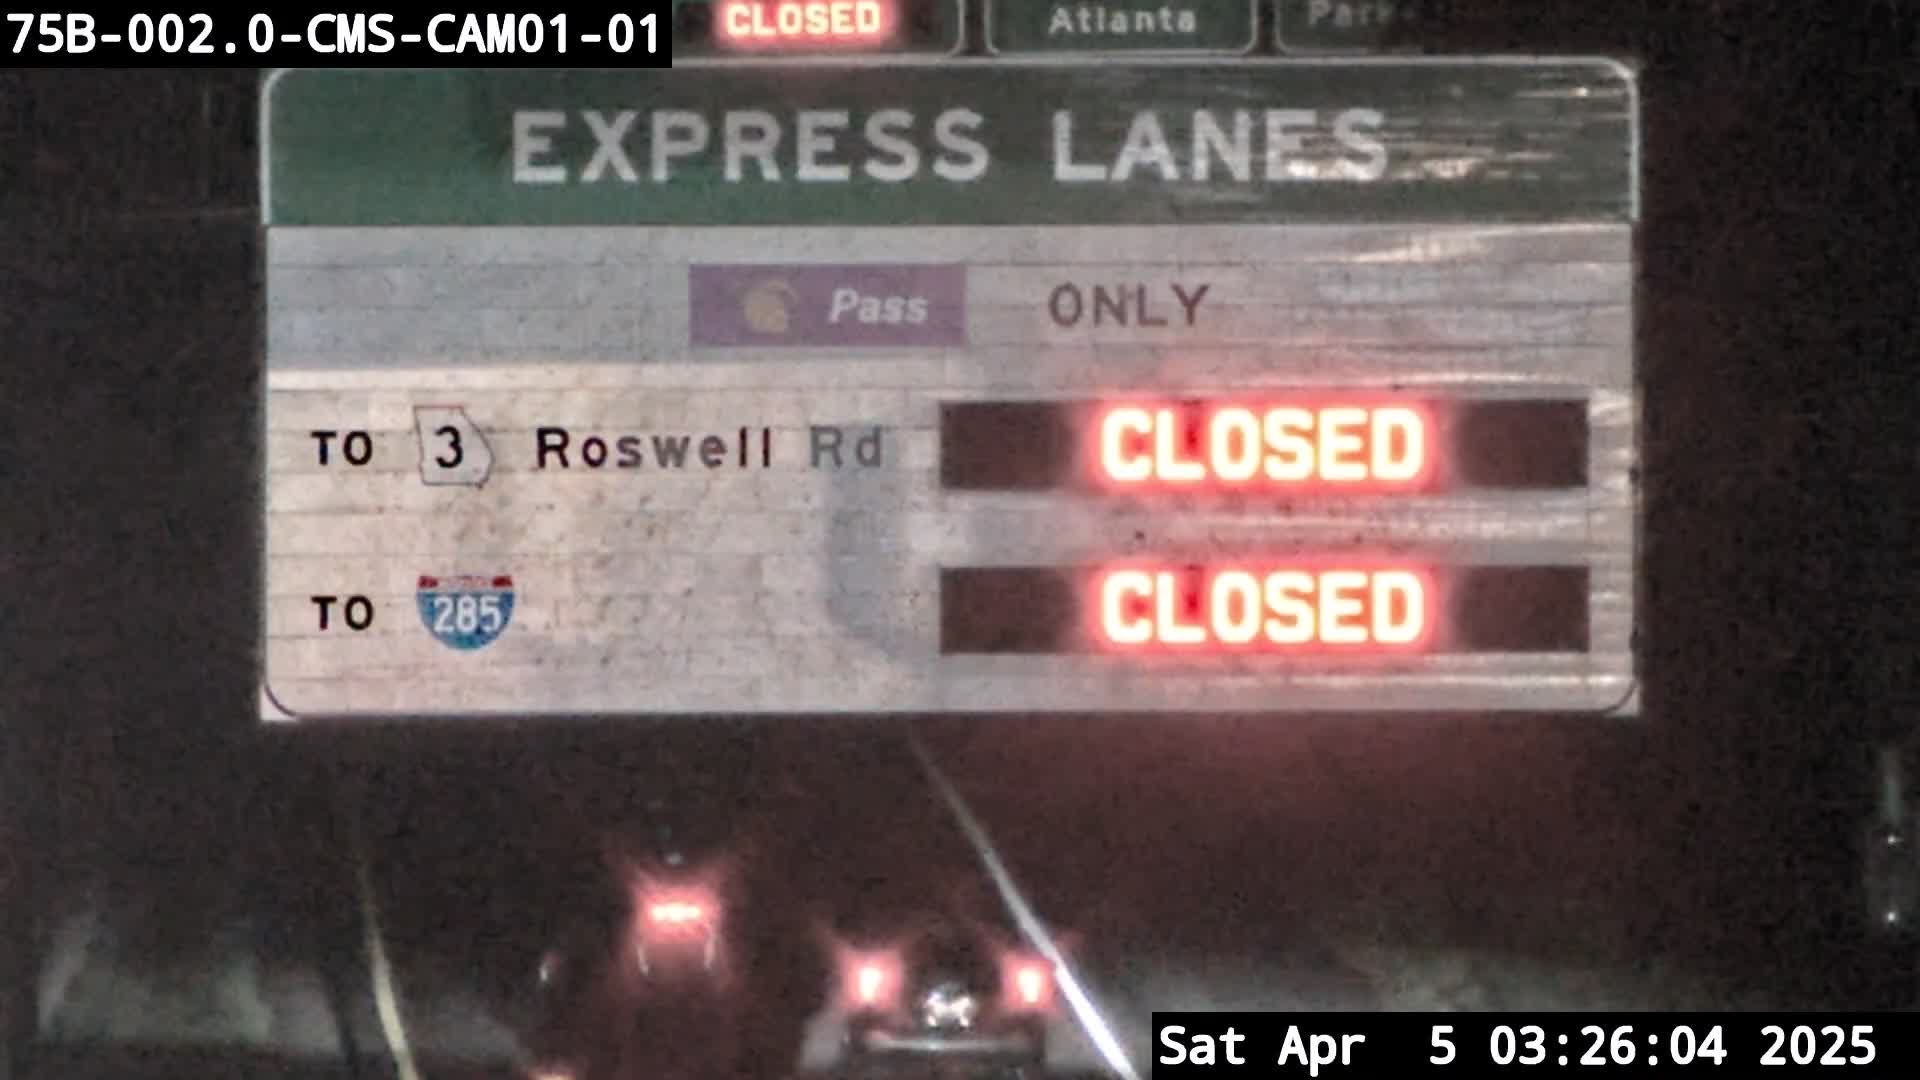 75B-002.0-CMS-CAM01-01
CLOSED
Atlanta
EXPRESS LANES
Pass ONLY
TO 3 Roswell Rd CLOSED
TO 285 CLOSED
Sat Apr 5 03:26:04 2025